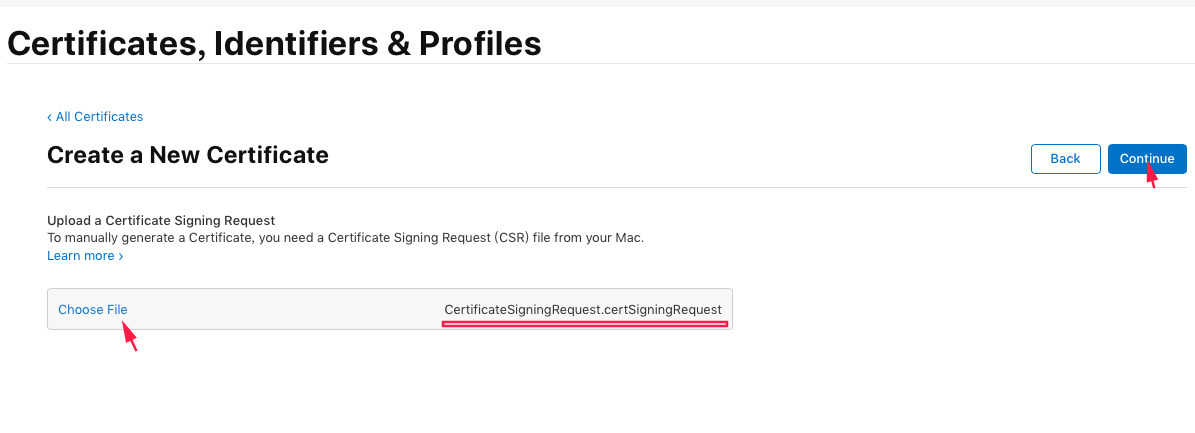 Certificates, Identifiers & Profiles
‹ All Certificates
Create a New Certificate
Back
Continue
Upload a Certificate Signing Request
To manually generate a Certificate, you need a Certificate Signing Request (CSR) file from your Mac.
Learn more ›
Choose File
CertificateSigningRequest.certSigningRequest